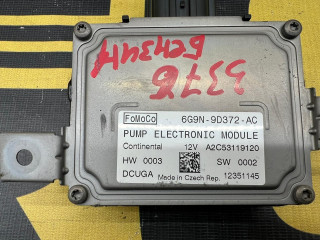 5376
бензин
FoMoCo 6G9N-9D372-AC
PUMP ELECTRONIC MODULE
Continental 12V A2C53119120
HW 0003 SW 0002
DCUGA Made in Czech Rep. 12351145